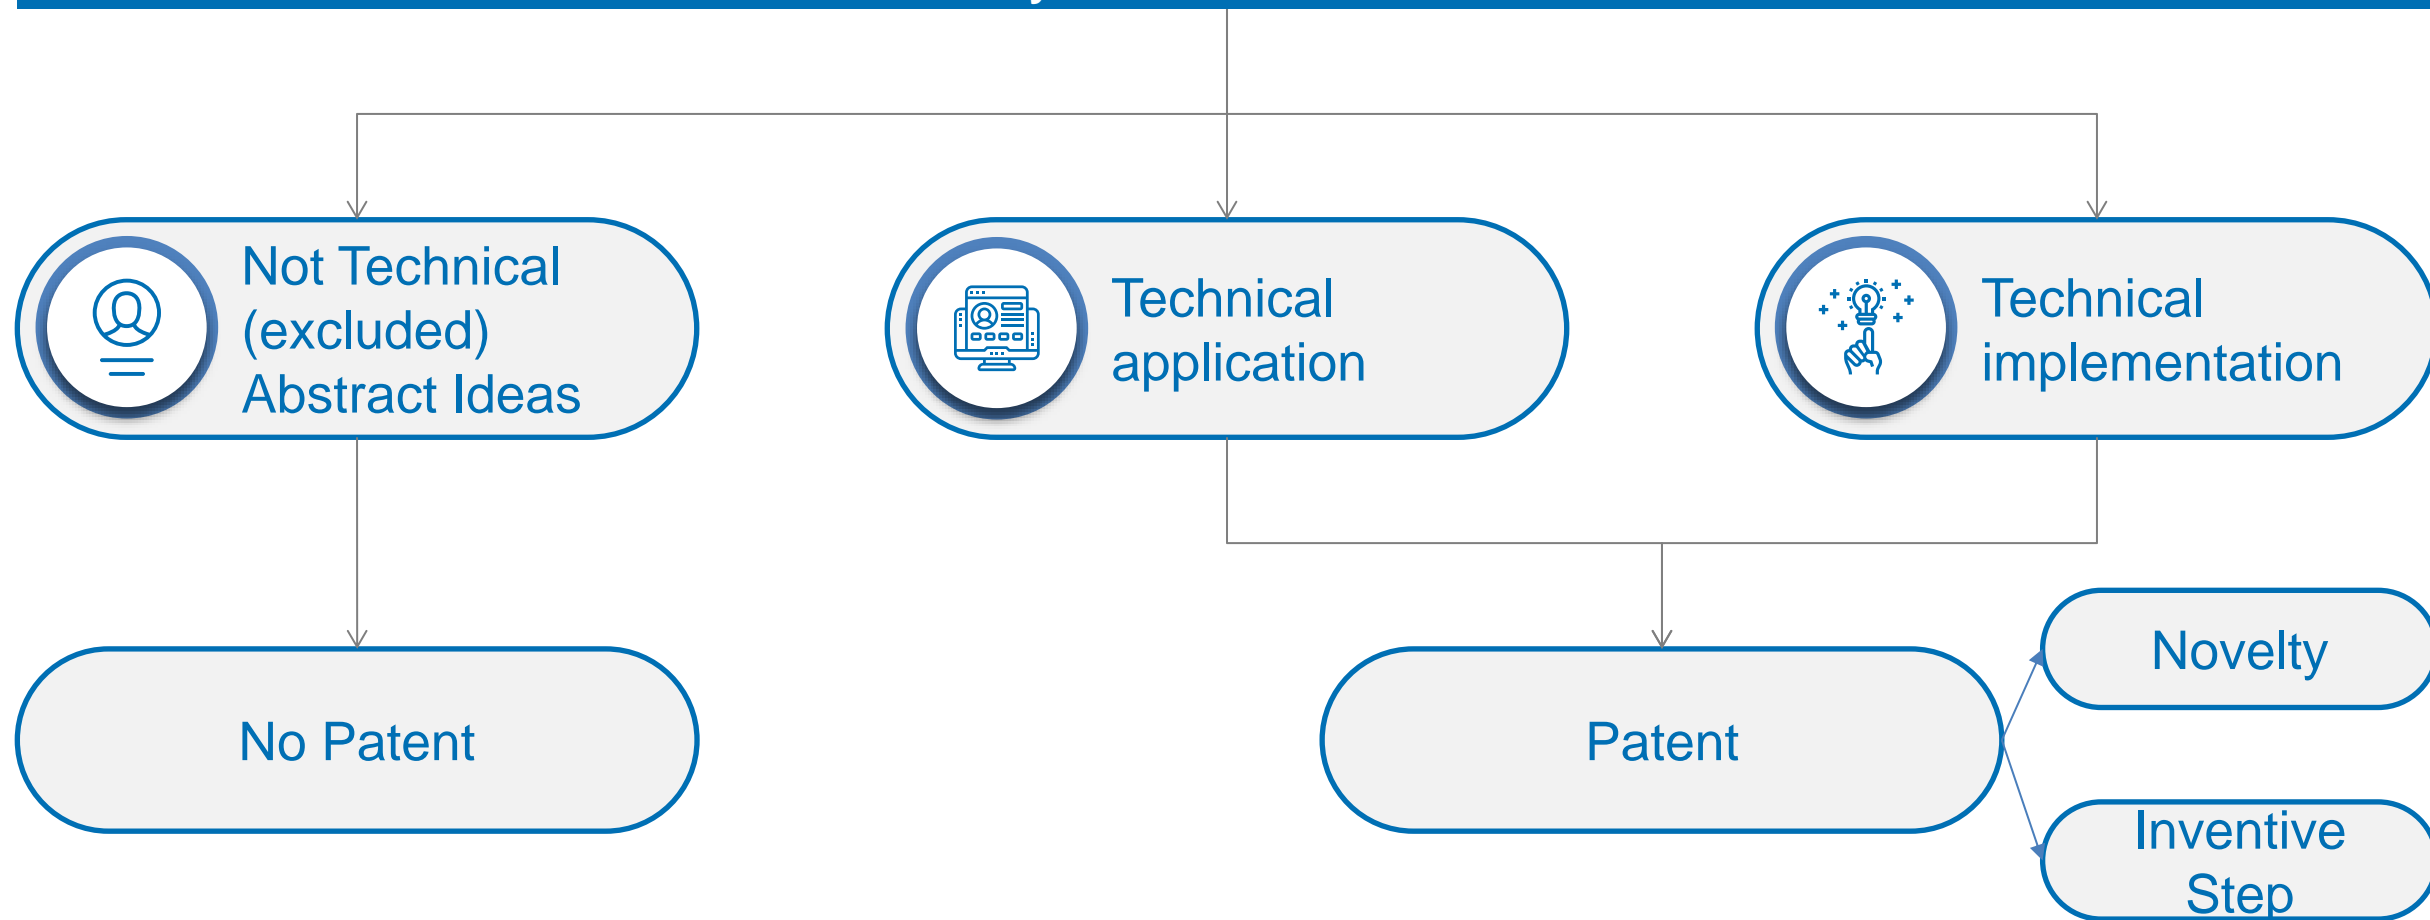 Not Technical
(excluded)
Abstract Ideas
Technical
application
Technical
implementation
No Patent
Patent
Novelty
Inventive
Step